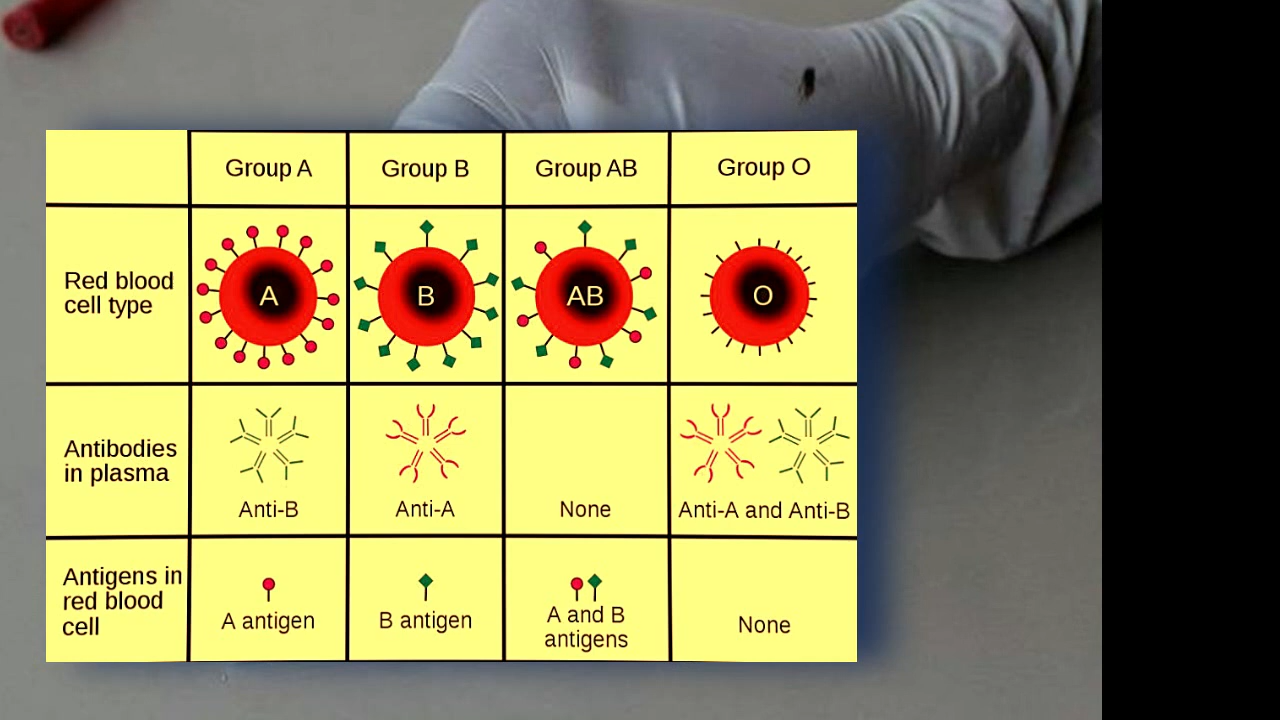 Group A
Group B
Group AB
Group O
Red blood
cell type
A
B
AB
O
Antibodies
in plasma
Anti-B
Anti-A
None
Anti-A and Anti-B
Antigens in
red blood
cell
A antigen
B antigen
A and B
antigens
None